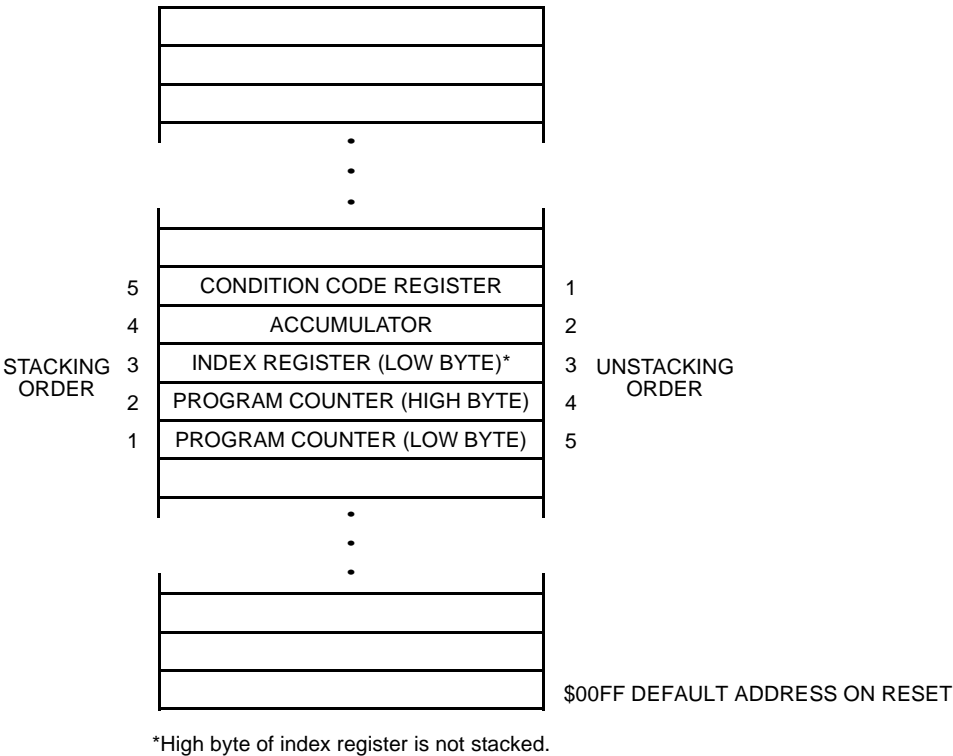 5 CONDITION CODE REGISTER 1
4 ACCUMULATOR 2
STACKING ORDER
3 INDEX REGISTER (LOW BYTE)* 3
UNSTACKING ORDER
2 PROGRAM COUNTER (HIGH BYTE) 4
1 PROGRAM COUNTER (LOW BYTE) 5
$00FF DEFAULT ADDRESS ON RESET
*High byte of index register is not stacked.